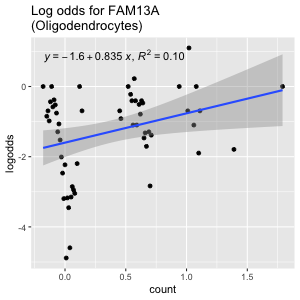 Log odds for FAM13A
(Oligodendrocytes)
y = −1.6 + 0.835 x, R² = 0.10
0
-2
-4
logodds
0.0 0.5 1.0 1.5
count